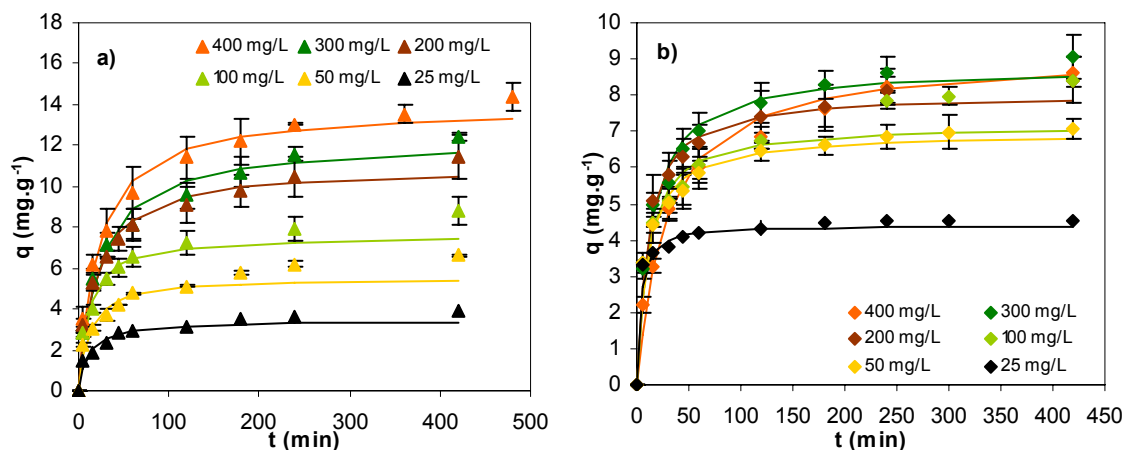 a)
400 mg/L 300 mg/L 200 mg/L
100 mg/L 50 mg/L 25 mg/L
q (mg.g⁻¹)
18
16
14
12
10
8
6
4
2
0
0 100 200 300 400 500
t (min)
b)
q (mg.g⁻¹)
10
9
8
7
6
5
4
3
2
1
0
400 mg/L 300 mg/L
200 mg/L 100 mg/L
50 mg/L 25 mg/L
0 50 100 150 200 250 300 350 400 450
t (min)